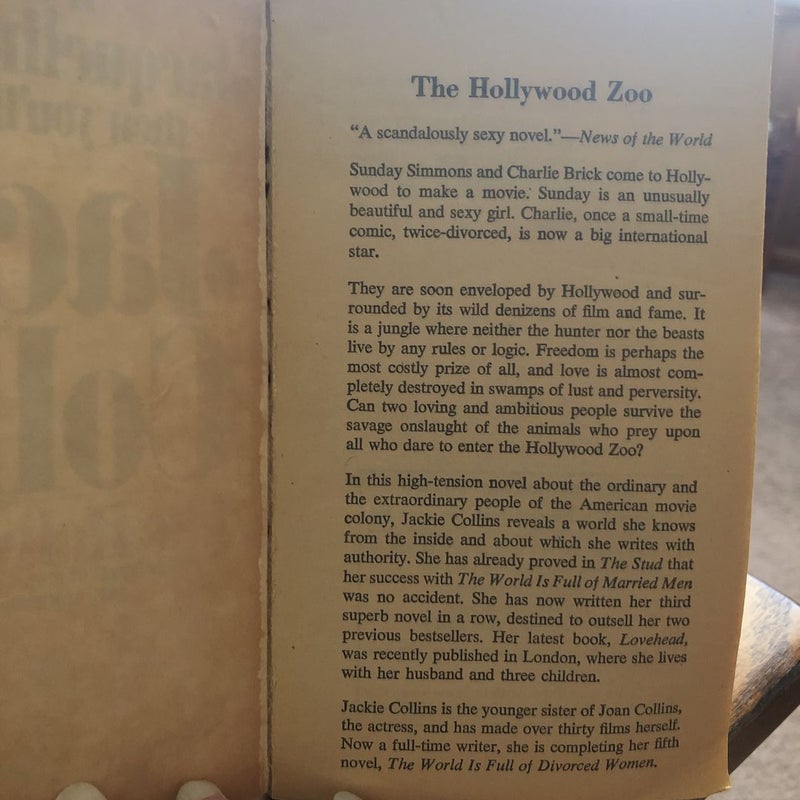 The Hollywood Zoo
“A scandalously sexy novel.”—News of the World
Sunday Simmons and Charlie Brick come to Holly-
wood to make a movie. Sunday is an unusually
beautiful and sexy girl. Charlie, once a small-time
comic, twice-divorced, is now a big international
star.
They are soon enveloped by Hollywood and sur-
rounded by its wild denizens of film and fame. It
is a jungle where neither the hunter nor the beasts
live by any rules or logic. Freedom is perhaps the
most costly prize of all, and love is almost com-
pletely destroyed in swamps of lust and perversity.
Can two loving and ambitious people survive the
savage onslaught of the animals who prey upon
all who dare to enter the Hollywood Zoo?
In this high-tension novel about the ordinary and
the extraordinary people of the American movie
colony, Jackie Collins reveals a world she knows
from the inside and about which she writes with
authority. She has already proved in The Stud that
her success with The World Is Full of Married Men
was no accident. She has now written her third
superb novel in a row, destined to outsell her two
previous bestsellers. Her latest book, Lovehead,
was recently published in London, where she lives
with her husband and three children.
Jackie Collins is the younger sister of Joan Collins,
the actress, and has made over thirty films herself.
Now a full-time writer, she is completing her fifth
novel, The World Is Full of Divorced Women.